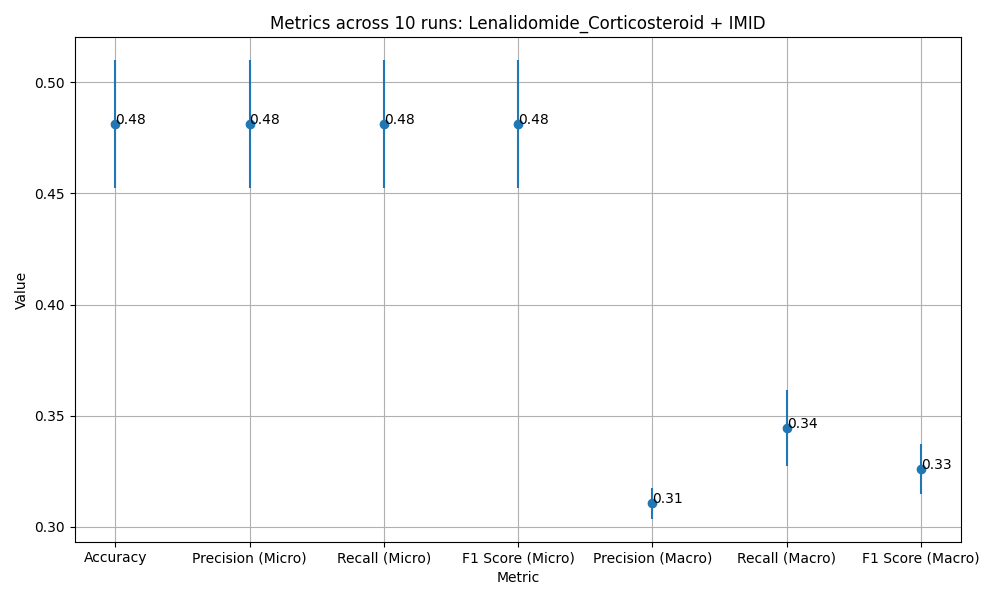 Metrics across 10 runs: Lenalidomide_Corticosteroid + IMID
Value
0.50
0.45
0.40
0.35
0.30
0.48
0.48
0.48
0.48
0.31
0.34
0.33
Accuracy
Precision (Micro)
Recall (Micro)
F1 Score (Micro)
Precision (Macro)
Recall (Macro)
F1 Score (Macro)
Metric